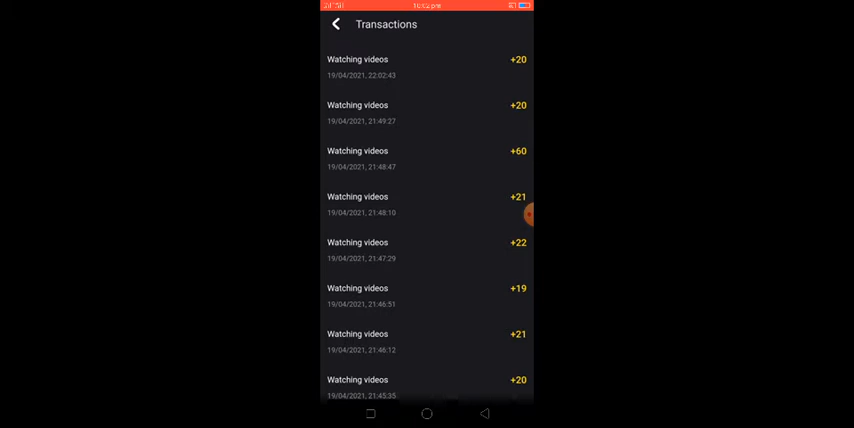 10:02 pm
Transactions
Watching videos +20
19/04/2021, 22:02:43
Watching videos +20
19/04/2021, 21:49:27
Watching videos +60
19/04/2021, 21:48:47
Watching videos +21
19/04/2021, 21:48:10
Watching videos +22
19/04/2021, 21:47:29
Watching videos +19
19/04/2021, 21:46:51
Watching videos +21
19/04/2021, 21:46:12
Watching videos +20
19/04/2021, 21:45:35